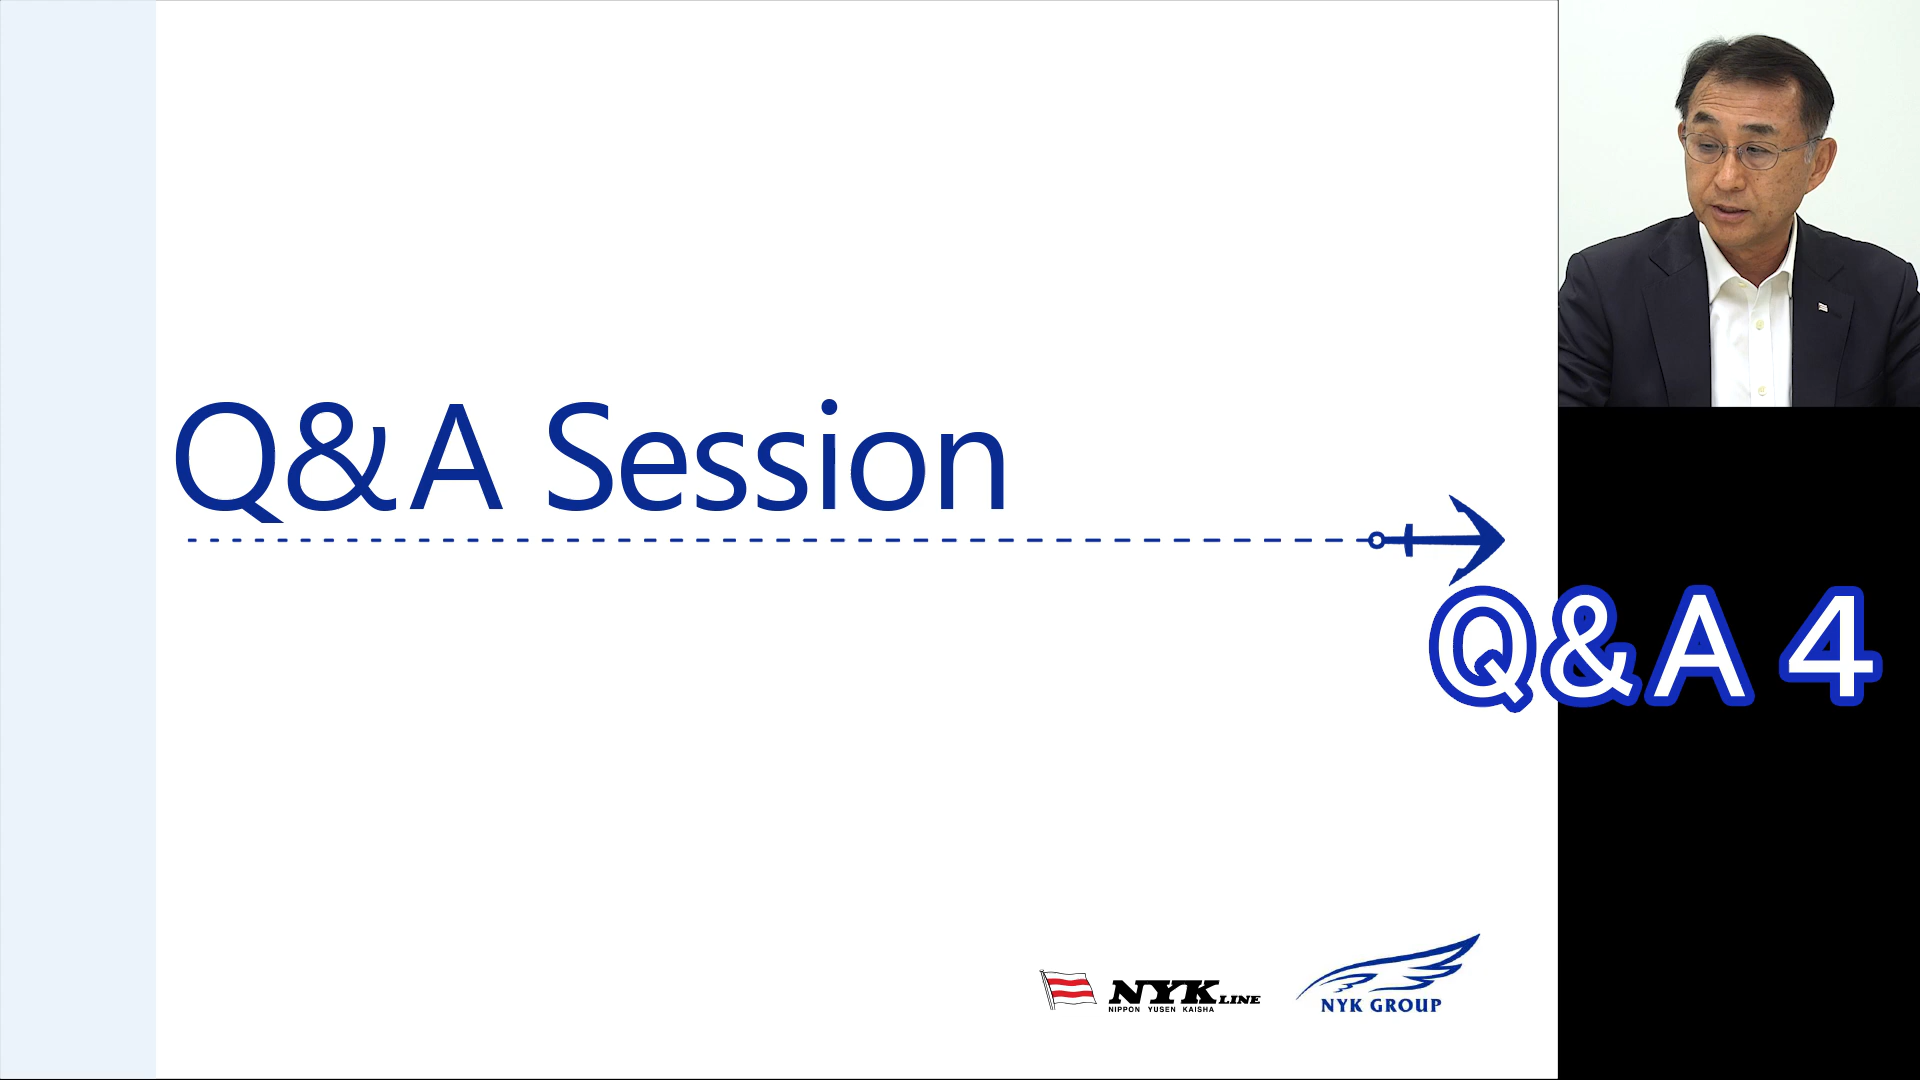 Q&A Session
Q&A 4
NYK LINE
NIPPON YUSEN KAISHA
NYK GROUP